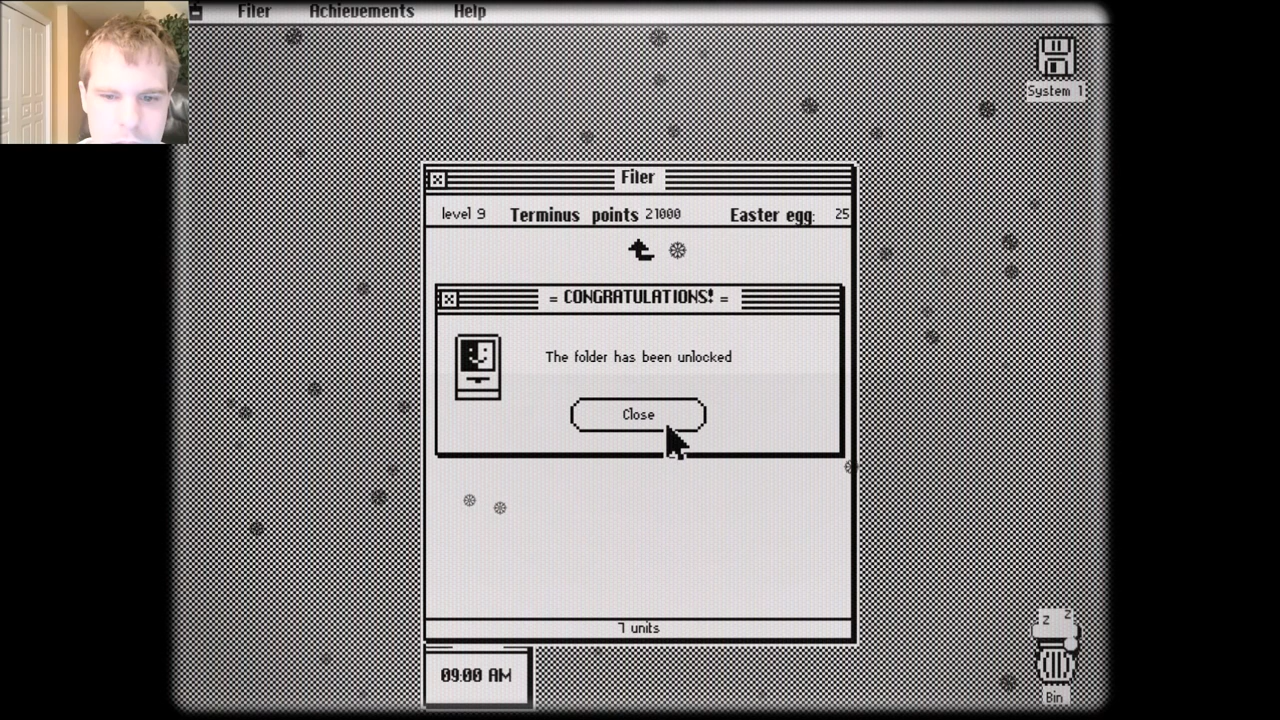 Filer Achievements Help
System 1
Filer
level 9 Terminus points 21000 Easter egg: 25
= CONGRATULATIONS! =
The folder has been unlocked
Close
7 units
09:00 AM
z z
Bin